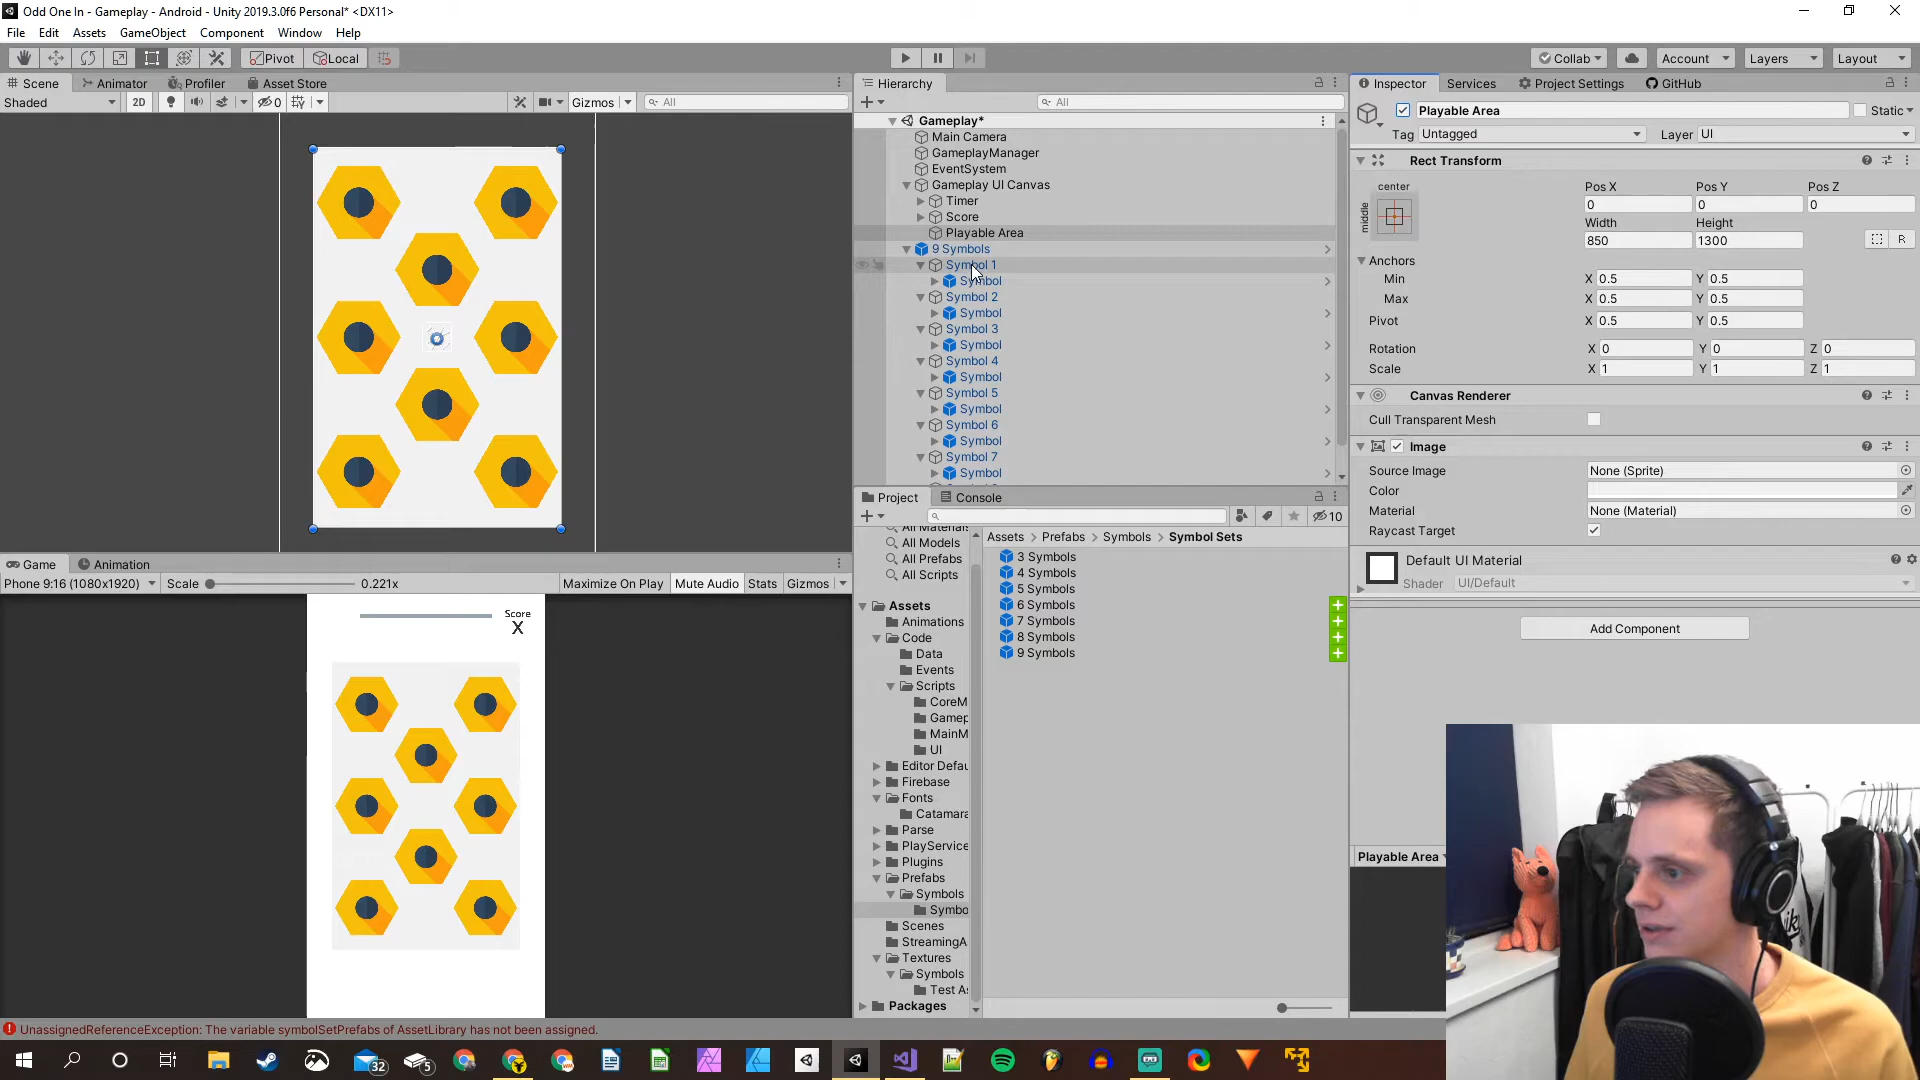 Odd One In - Gameplay - Android - Unity 2019.3.0f6 Personal* <DX11>
File Edit Assets GameObject Component Window Help
Pivot Local Collab Account Layers Layout
Scene Animator Profiler Asset Store
Shaded 2D 0 Gizmos All
Hierarchy
All
Gameplay*
Main Camera
GameplayManager
EventSystem
Gameplay UI Canvas
Timer
Score
Playable Area
9 Symbols
Symbol 1
Symbol
Symbol 2
Symbol
Symbol 3
Symbol
Symbol 4
Symbol
Symbol 5
Symbol
Symbol 6
Symbol
Symbol 7
Symbol
Inspector Services Project Settings GitHub
Playable Area Static
Tag Untagged Layer UI
Rect Transform
center
middle
Pos X Pos Y Pos Z
0 0 0
Width Height
850 1300 R
Anchors
Min X 0.5 Y 0.5
Max X 0.5 Y 0.5
Pivot X 0.5 Y 0.5
Rotation X 0 Y 0 Z 0
Scale X 1 Y 1 Z 1
Canvas Renderer
Cull Transparent Mesh
Image
Source Image None (Sprite)
Color
Material None (Material)
Raycast Target
Default UI Material
Shader UI/Default
Add Component
Playable Area
Game Animation
Phone 9:16 (1080x1920) Scale 0.221x Maximize On Play Mute Audio Stats Gizmos
Score
X
Project Console
10
All Materials
All Models
All Prefabs
All Scripts
Assets
Animations
Code
Data
Events
Scripts
CoreM
Gamep
MainM
UI
Editor Defau
Firebase
Fonts
Catamara
Parse
PlayService
Plugins
Prefabs
Symbols
Symbo
Scenes
StreamingA
Textures
Symbols
Test As
Packages
Assets > Prefabs > Symbols > Symbol Sets
3 Symbols
4 Symbols
5 Symbols
6 Symbols
7 Symbols
8 Symbols
9 Symbols
UnassignedReferenceException: The variable symbolSetPrefabs of AssetLibrary has not been assigned.
32 5